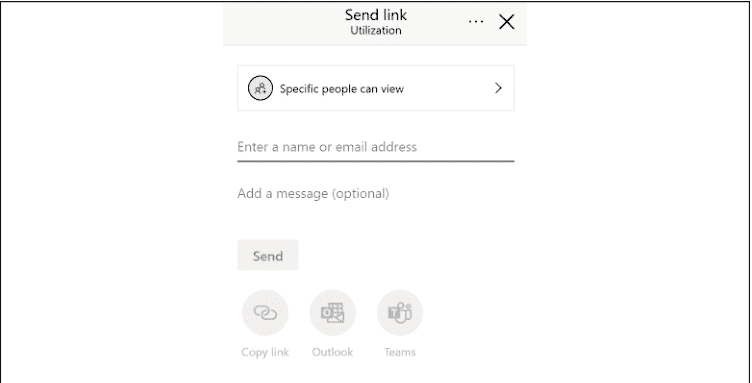 Send link
Utilization
Specific people can view
Enter a name or email address
Add a message (optional)
Send
Copy link
Outlook
Teams